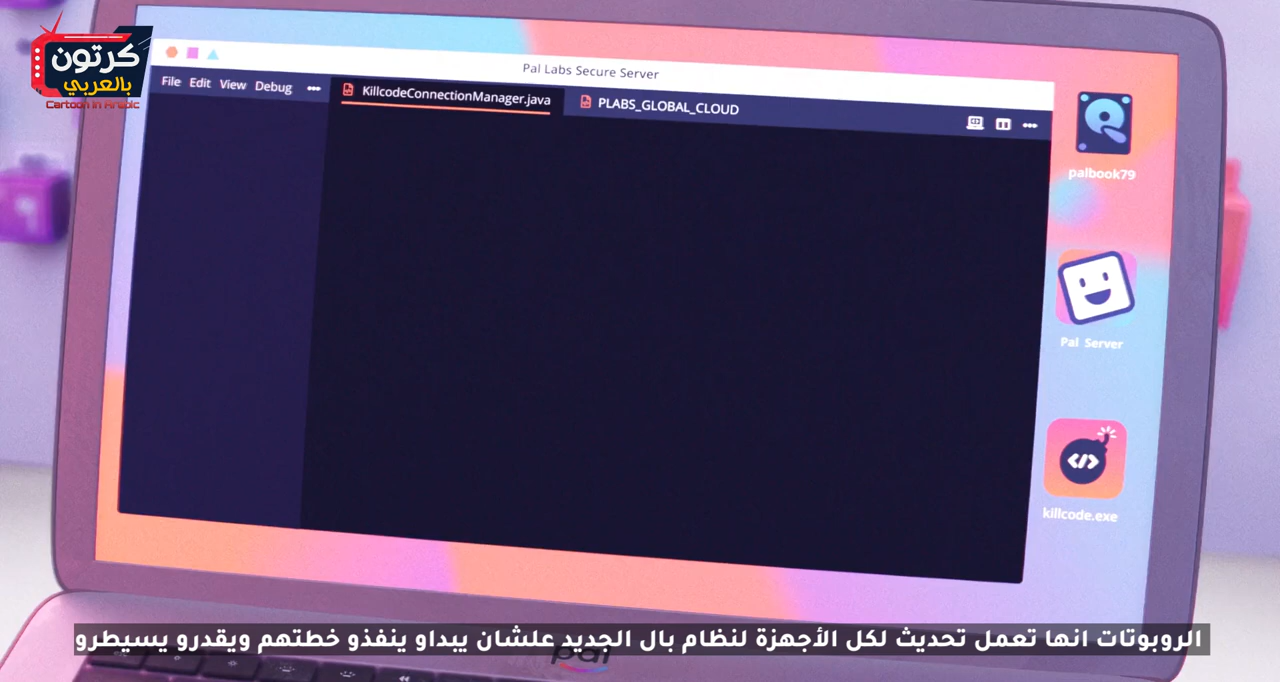 كرتون
بالعربي
Cartoon in Arabic
Pal Labs Secure Server
File Edit View Debug
KillcodeConnectionManager.java
PLABS_GLOBAL_CLOUD
palbook79
Pal Server
killcode.exe
pal
الروبوتات انها تعمل تحديث لكل الأجهزة لنظام بال الجديد علشان يبداو ينفذو خطتهم ويقدرو يسيطرو